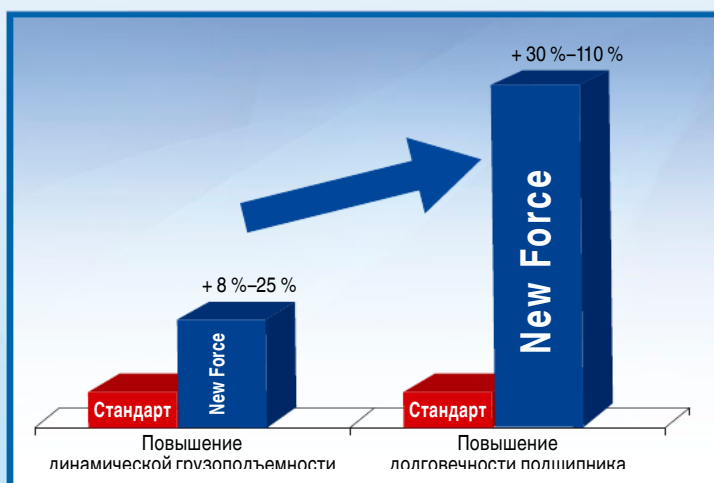 + 30 %–110 %
+ 8 %–25 %
Стандарт
New Force
Стандарт
New Force
Повышение
динамической грузоподъемности
Повышение
долговечности подшипника